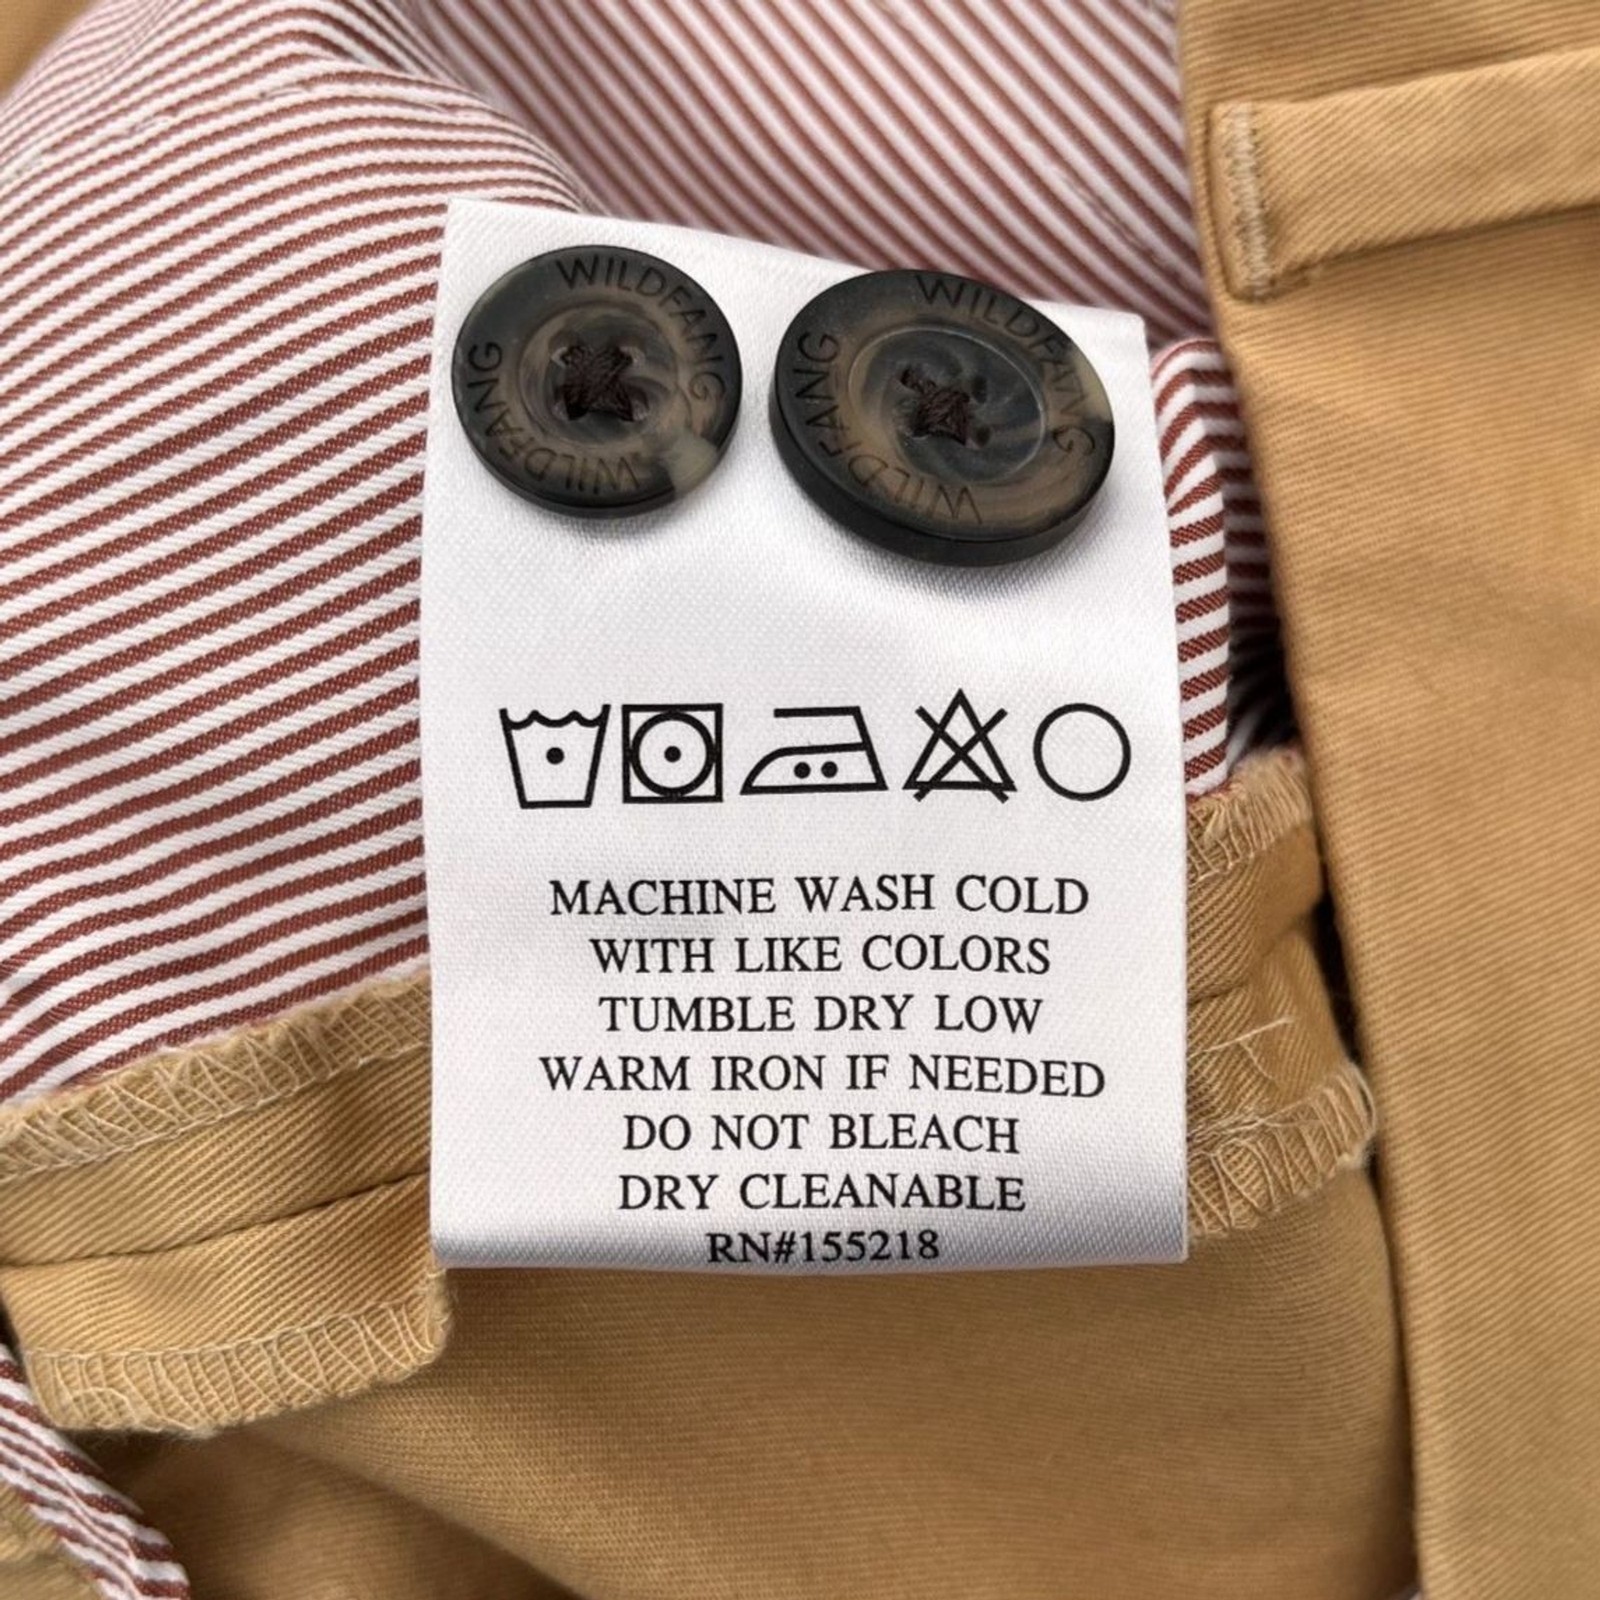 WILDFANG WILDFANG
WILDFANG WILDFANG
MACHINE WASH COLD
WITH LIKE COLORS
TUMBLE DRY LOW
WARM IRON IF NEEDED
DO NOT BLEACH
DRY CLEANABLE
RN#155218